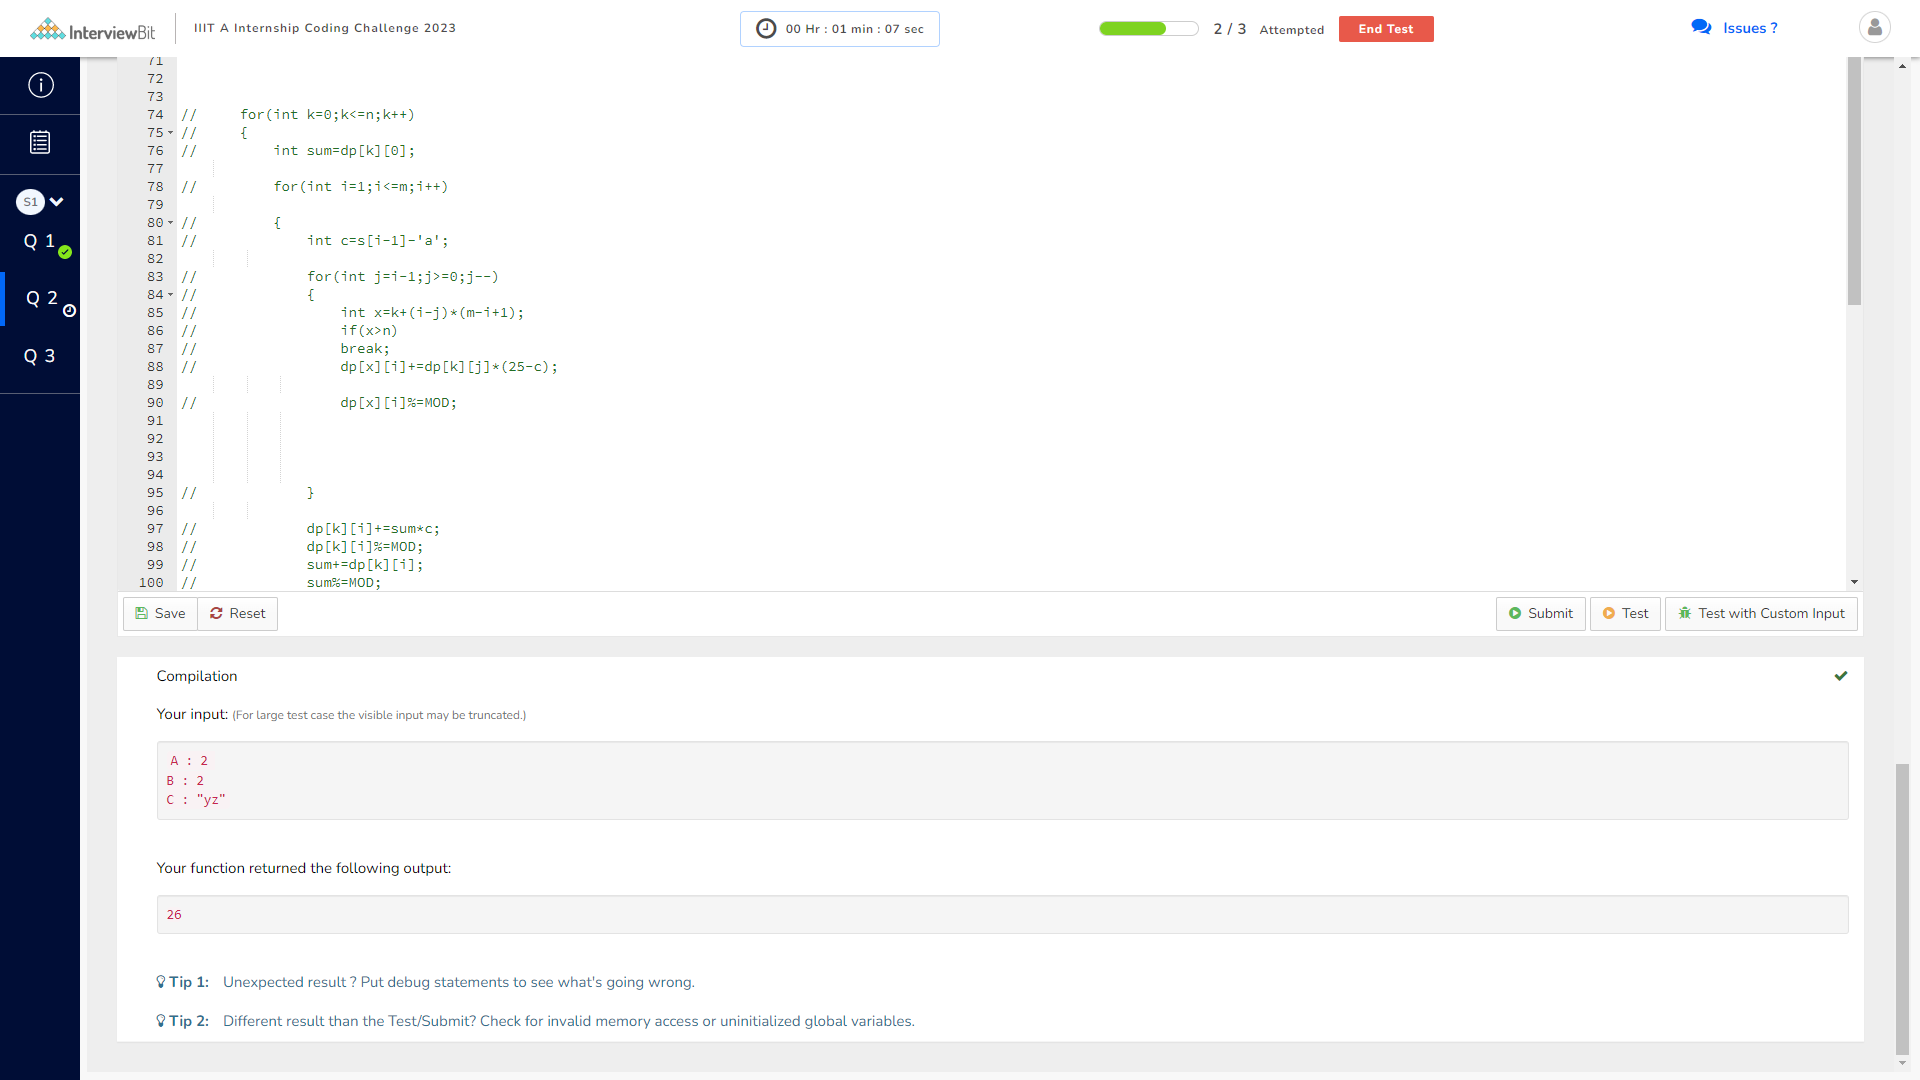 InterviewBit
IIIT A Internship Coding Challenge 2023
00 Hr : 01 min : 07 sec
2 / 3 Attempted
End Test
Issues ?
S1
Q 1
Q 2
Q 3
71
72
73
74 // for(int k=0;k<=n;k++)
75 // {
76 // int sum=dp[k][0];
77
78 // for(int i=1;i<=m;i++)
79
80 // {
81 // int c=s[i-1]-'a';
82
83 // for(int j=i-1;j>=0;j--)
84 // {
85 // int x=k+(i-j)*(m-i+1);
86 // if(x>n)
87 // break;
88 // dp[x][i]+=dp[k][j]*(25-c);
89
90 // dp[x][i]%=MOD;
91
92
93
94
95 // }
96
97 // dp[k][i]+=sum*c;
98 // dp[k][i]%=MOD;
99 // sum+=dp[k][i];
100 // sum%=MOD;
Save
Reset
Submit
Test
Test with Custom Input
Compilation
Your input: (For large test case the visible input may be truncated.)
A : 2
B : 2
C : "yz"
Your function returned the following output:
26
Tip 1: Unexpected result ? Put debug statements to see what's going wrong.
Tip 2: Different result than the Test/Submit? Check for invalid memory access or uninitialized global variables.